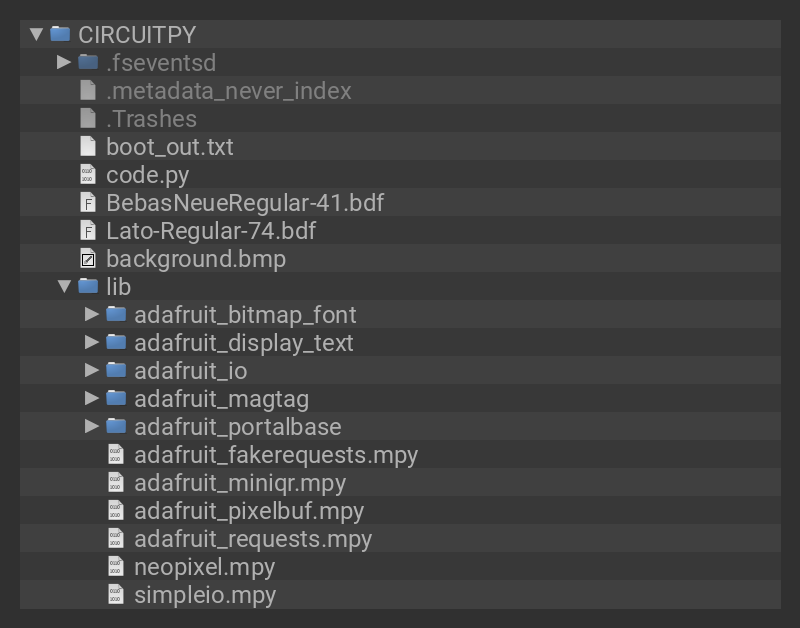 CIRCUITPY
.fseventsd
.metadata_never_index
.Trashes
boot_out.txt
code.py
BebasNeueRegular-41.bdf
Lato-Regular-74.bdf
background.bmp
lib
adafruit_bitmap_font
adafruit_display_text
adafruit_io
adafruit_magtag
adafruit_portalbase
adafruit_fakerequests.mpy
adafruit_miniqr.mpy
adafruit_pixelbuf.mpy
adafruit_requests.mpy
neopixel.mpy
simpleio.mpy